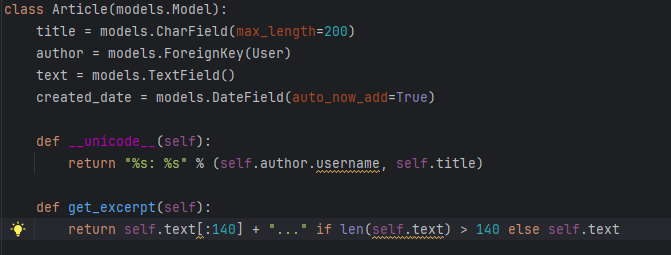 class Article(models.Model):
    title = models.CharField(max_length=200)
    author = models.ForeignKey(User)
    text = models.TextField()
    created_date = models.DateField(auto_now_add=True)

    def __unicode__(self):
        return "%s: %s" % (self.author.username, self.title)

    def get_excerpt(self):
        return self.text[:140] + "..." if len(self.text) > 140 else self.text